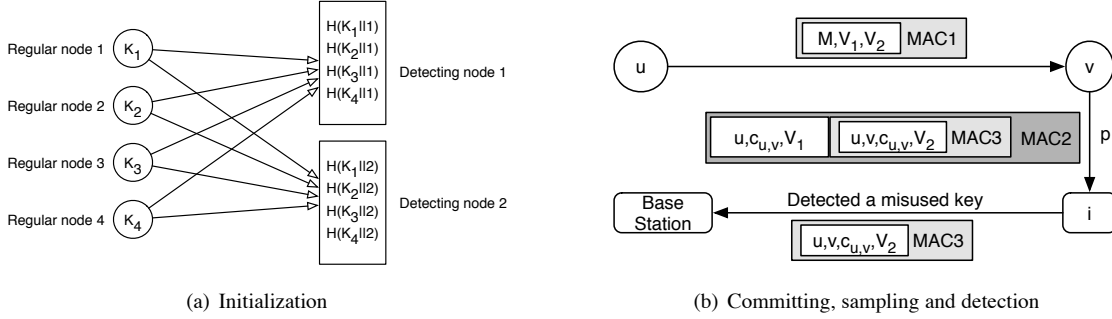 Regular node 1
K1
Regular node 2
K2
Regular node 3
K3
Regular node 4
K4
H(K1||1)
H(K2||1)
H(K3||1)
H(K4||1)
Detecting node 1
H(K1||2)
H(K2||2)
H(K3||2)
H(K4||2)
Detecting node 2
(a) Initialization
M,V1,V2 MAC1
u
v
u,cu,v,V1 u,v,cu,v,V2 MAC3 MAC2
p
Base
Station
Detected a misused key
i
u,v,cu,v,V2 MAC3
(b) Committing, sampling and detection